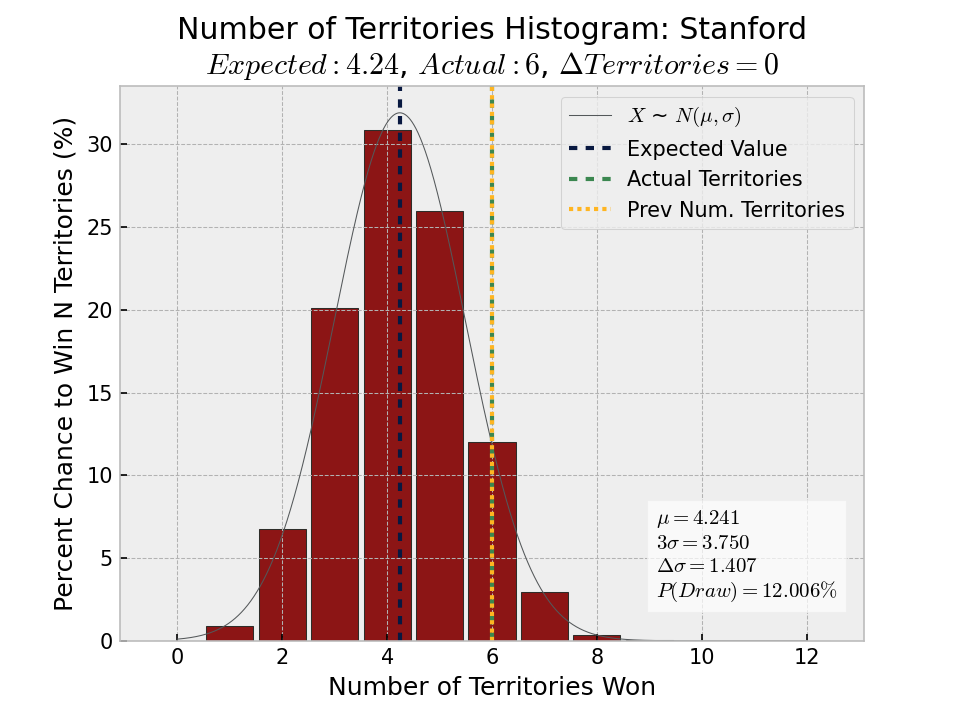 Number of Territories Histogram: Stanford
Expected : 4.24, Actual : 6, ΔTerritories = 0
X ~ N(μ, σ)
Expected Value
Actual Territories
Prev Num. Territories
Percent Chance to Win N Territories (%)
30
25
20
15
10
5
0
μ = 4.241
3σ = 3.750
Δσ = 1.407
P(Draw) = 12.006%
0 2 4 6 8 10 12
Number of Territories Won